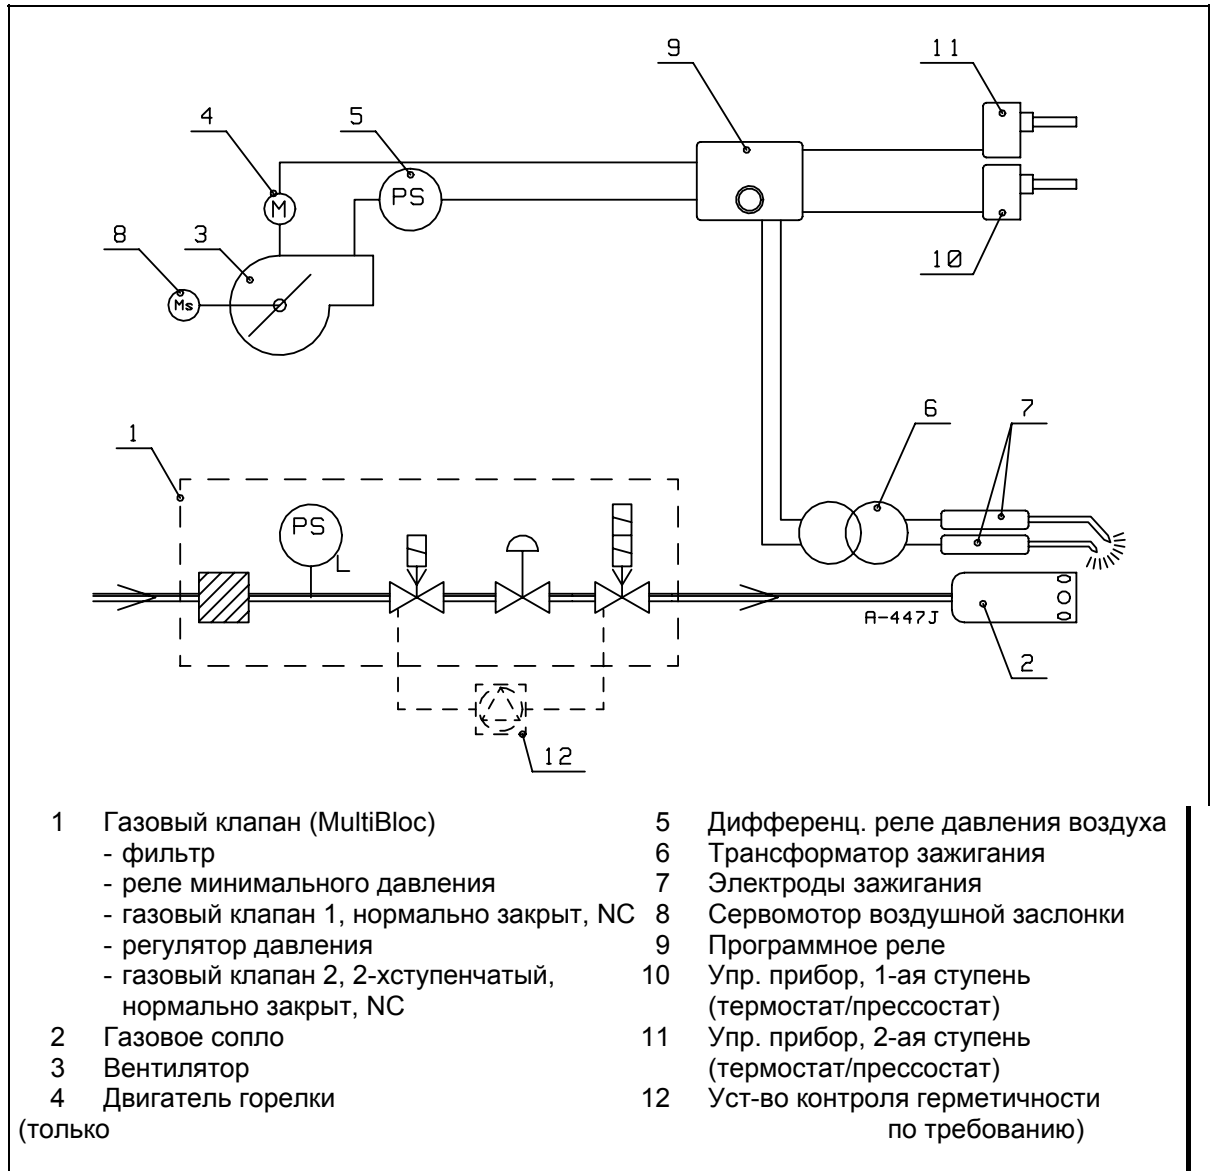 9
11
4
5
PS
M
8
3
10
Ms
6
7
1
PS
L
A-447J
2
12
1 Газовый клапан (MultiBloc)
- фильтр
- реле минимального давления
- газовый клапан 1, нормально закрыт, NC
- регулятор давления
- газовый клапан 2, 2-хступенчатый,
нормально закрыт, NC
2 Газовое сопло
3 Вентилятор
4 Двигатель горелки
(только
5 Дифференц. реле давления воздуха
6 Трансформатор зажигания
7 Электроды зажигания
8 Сервомотор воздушной заслонки
9 Программное реле
10 Упр. прибор, 1-ая ступень
(термостат/прессостат)
11 Упр. прибор, 2-ая ступень
(термостат/прессостат)
12 Уст-во контроля герметичности
по требованию)